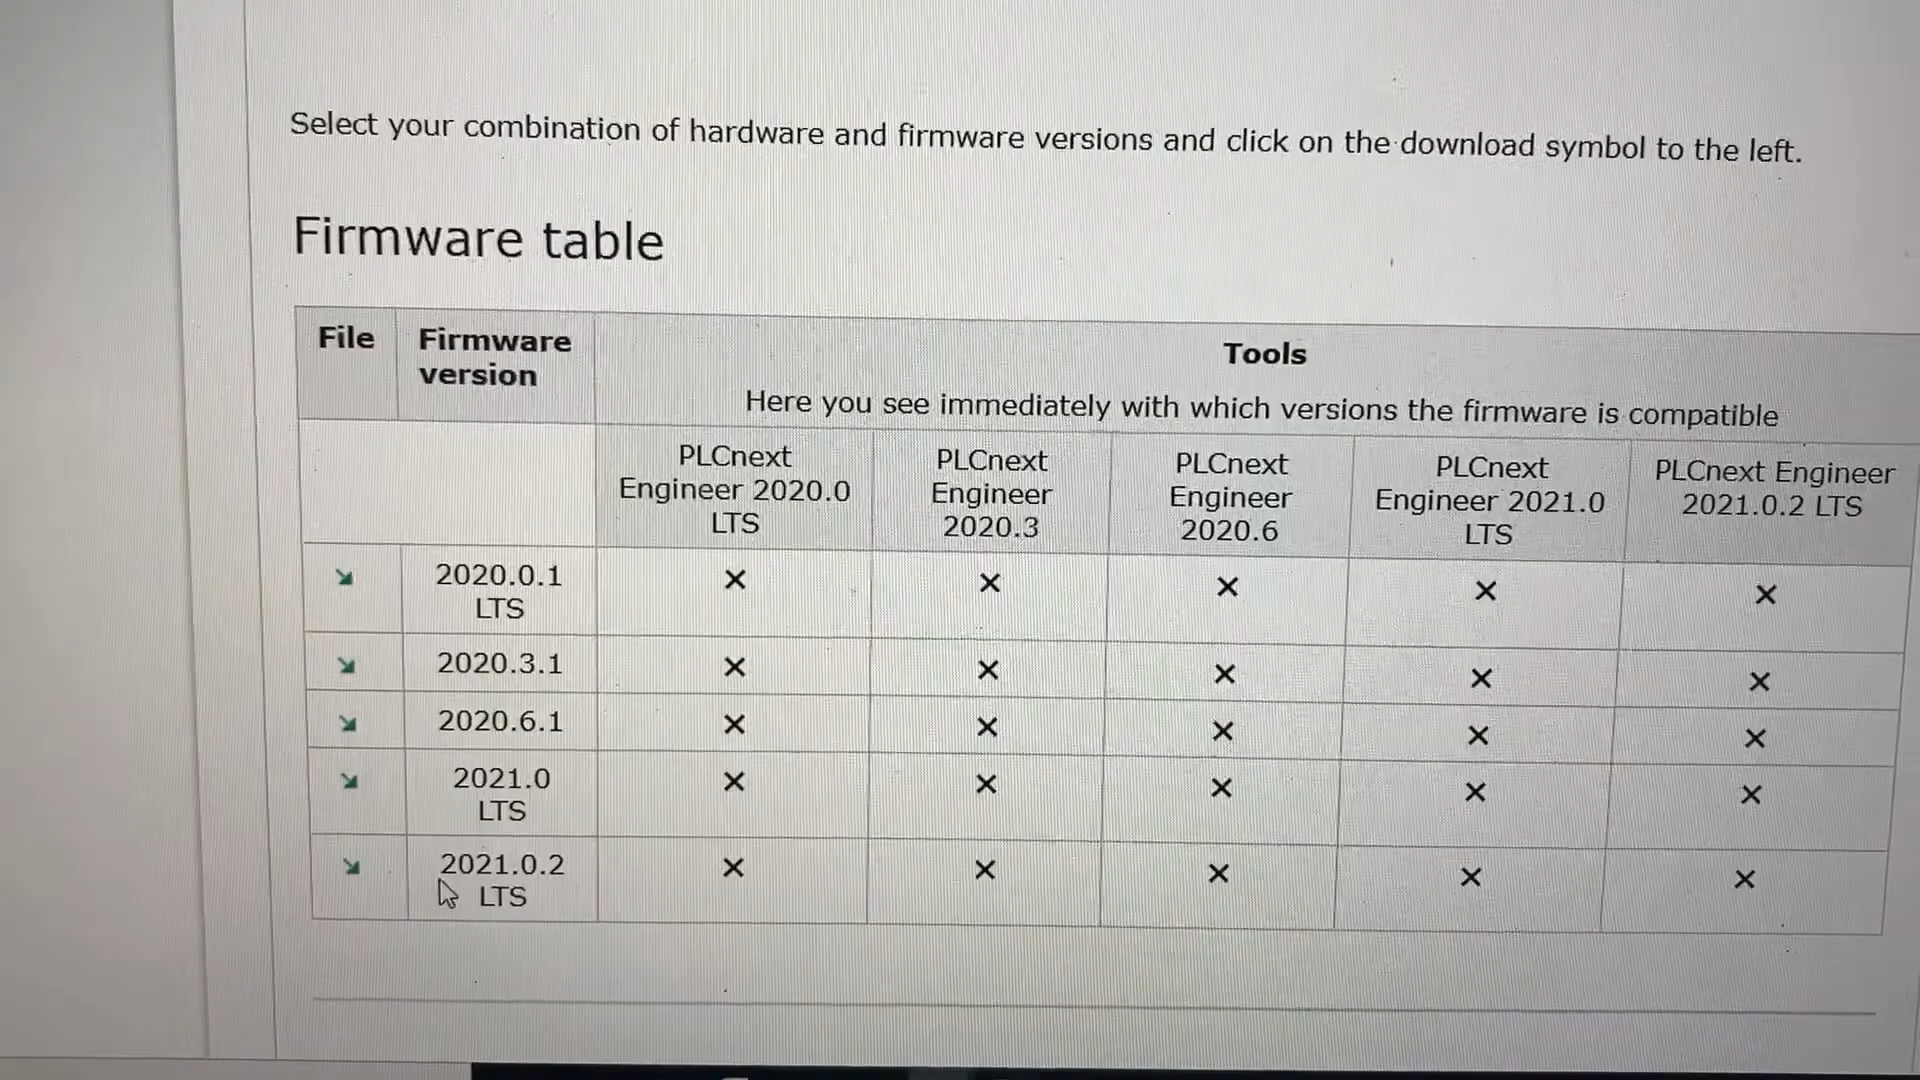 Select your combination of hardware and firmware versions and click on the download symbol to the left.
Firmware table
File
Firmware
version
Tools
Here you see immediately with which versions the firmware is compatible
PLCnext
Engineer 2020.0
LTS
PLCnext
Engineer
2020.3
PLCnext
Engineer
2020.6
PLCnext
Engineer 2021.0
LTS
PLCnext Engineer
2021.0.2 LTS
2020.0.1
LTS
× × × × ×
2020.3.1 × × × × ×
2020.6.1 × × × × ×
2021.0
LTS
× × × × ×
2021.0.2
LTS
× × × × ×